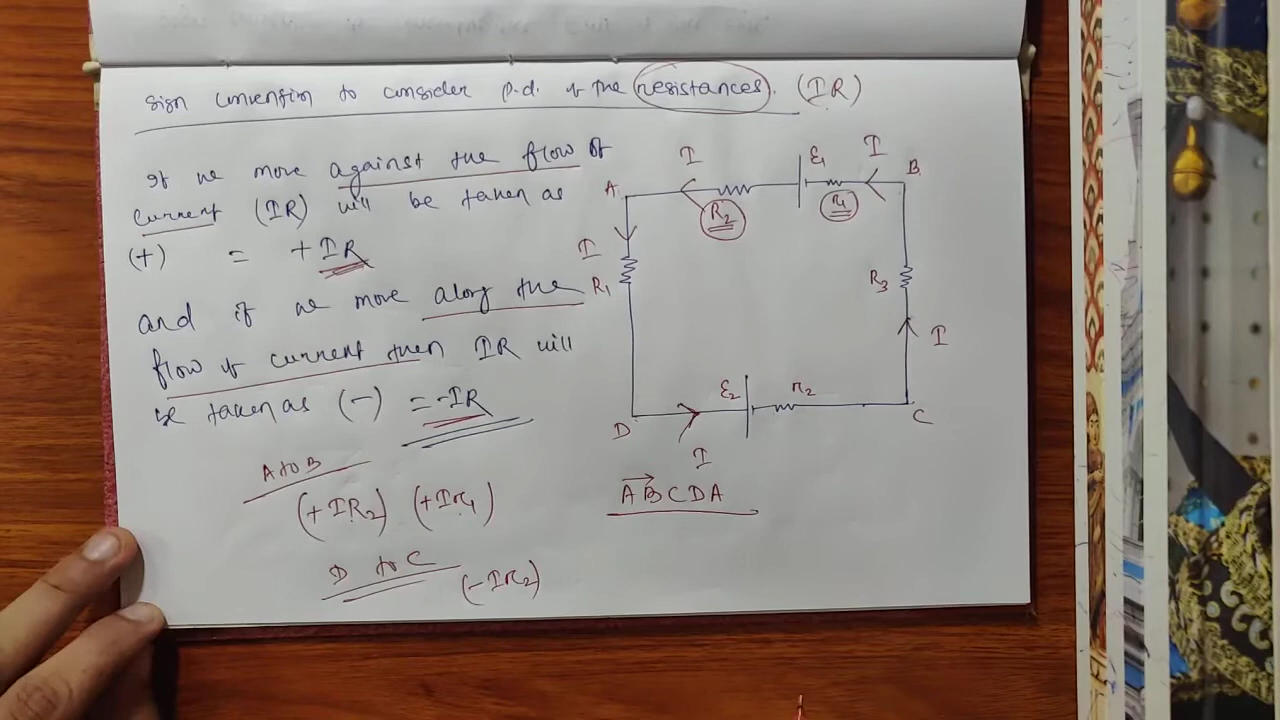 sign convention to consider p.d. of the resistances. (IR)
If we move against the flow of
current (IR) will be taken as
(+) = +IR
and if we move along the
flow of current then IR will
be taken as (-) = -IR
A to B
(+IR₂) (+Ir₁)
D to C
(-Ir₂)
I ε₁ I B
A
R₂ r₁
I
R₁
R₃
I
ε₂ r₂
D C
I
ABCDA